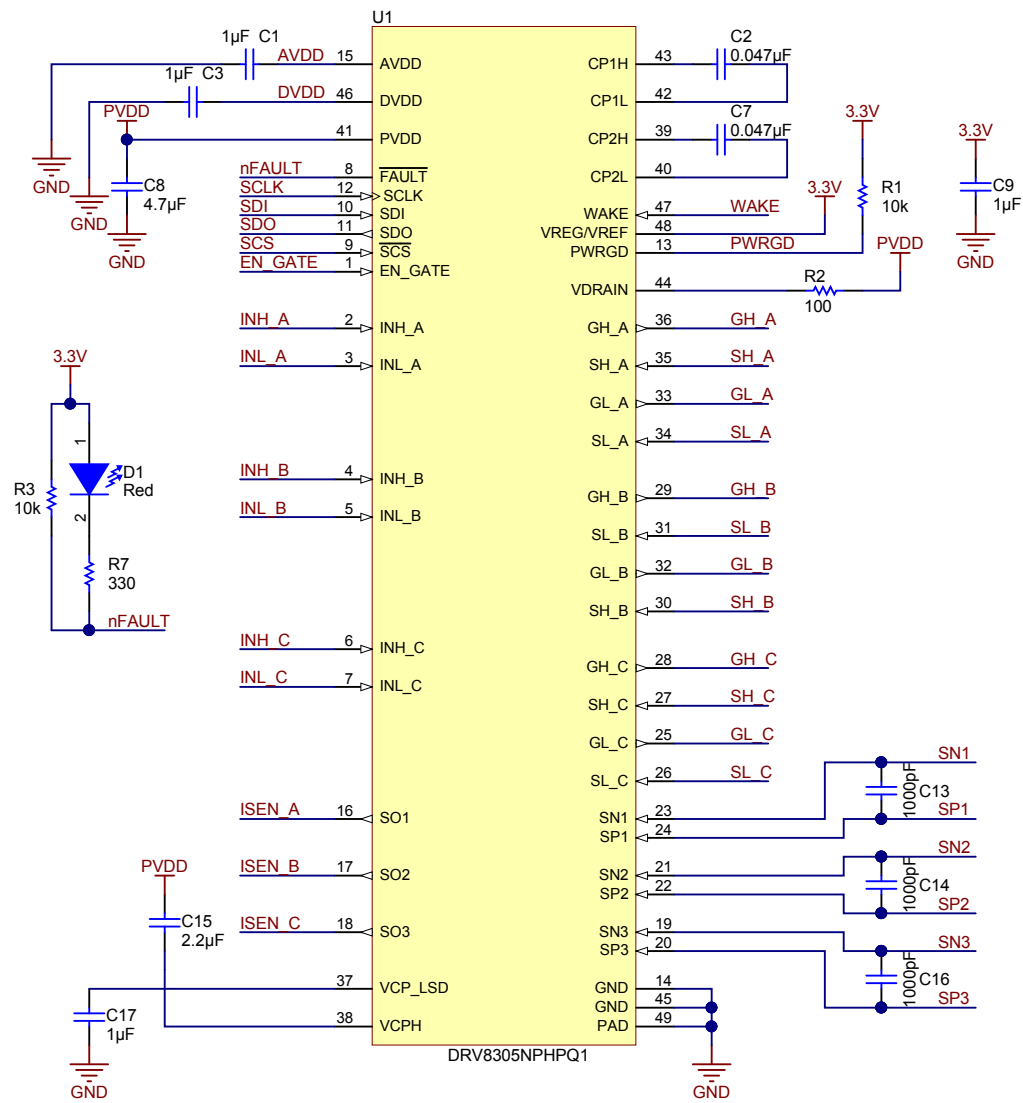 U1
1µF C1
AVDD 15 AVDD
1µF C3
DVDD 46 DVDD
PVDD
41 PVDD
C8
4.7µF
GND
GND
GND
nFAULT 8 FAULT
SCLK 12 SCLK
SDI 10 SDI
SDO 11 SDO
SCS 9 SCS
EN_GATE 1 EN_GATE
INH_A 2 INH_A
INL_A 3 INL_A
INH_B 4 INH_B
INL_B 5 INL_B
INH_C 6 INH_C
INL_C 7 INL_C
ISEN_A 16 SO1
ISEN_B 17 SO2
ISEN_C 18 SO3
37 VCP_LSD
38 VCPH
3.3V
1
D1
Red
2
R3
10k
R7
330
nFAULT
PVDD
C15
2.2µF
C17
1µF
GND
CP1H 43
C2
0.047µF
CP1L 42
CP2H 39
C7
0.047µF
CP2L 40
WAKE 47 WAKE
VREG/VREF 48
3.3V
PWRGD 13 PWRGD
3.3V
R1
10k
PVDD
VDRAIN 44
R2
100
3.3V
C9
1µF
GND
GH_A 36 GH_A
SH_A 35 SH_A
GL_A 33 GL_A
SL_A 34 SL_A
GH_B 29 GH_B
SL_B 31 SL_B
GL_B 32 GL_B
SH_B 30 SH_B
GH_C 28 GH_C
SH_C 27 SH_C
GL_C 25 GL_C
SL_C 26 SL_C
SN1 23 SN1
SP1 24 SP1
1000pF
C13
SN2 21 SN2
SP2 22 SP2
1000pF
C14
SN3 19 SN3
SP3 20 SP3
1000pF
C16
GND 14
GND 45
PAD 49
GND
DRV8305NPHPQ1